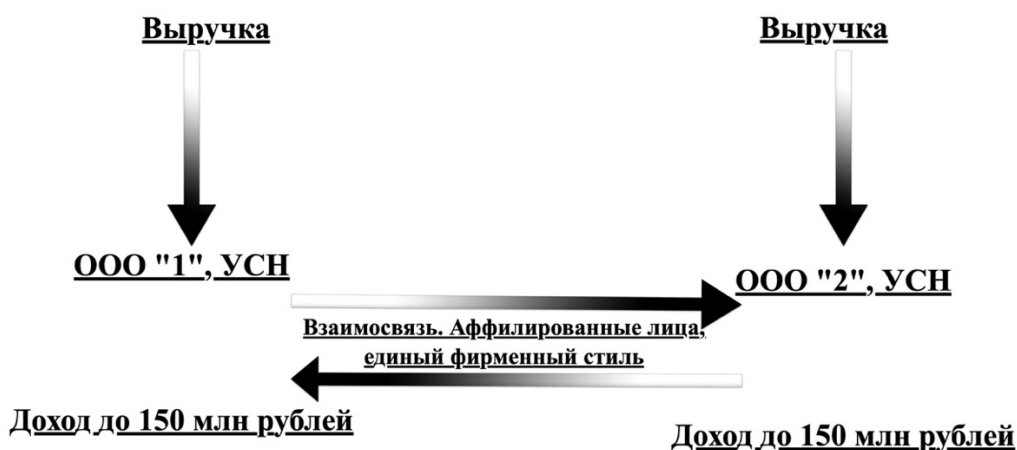 Выручка
Выручка
ООО "1", УСН
ООО "2", УСН
Взаимосвязь. Аффилированные лица,
единый фирменный стиль
Доход до 150 млн рублей
Доход до 150 млн рублей